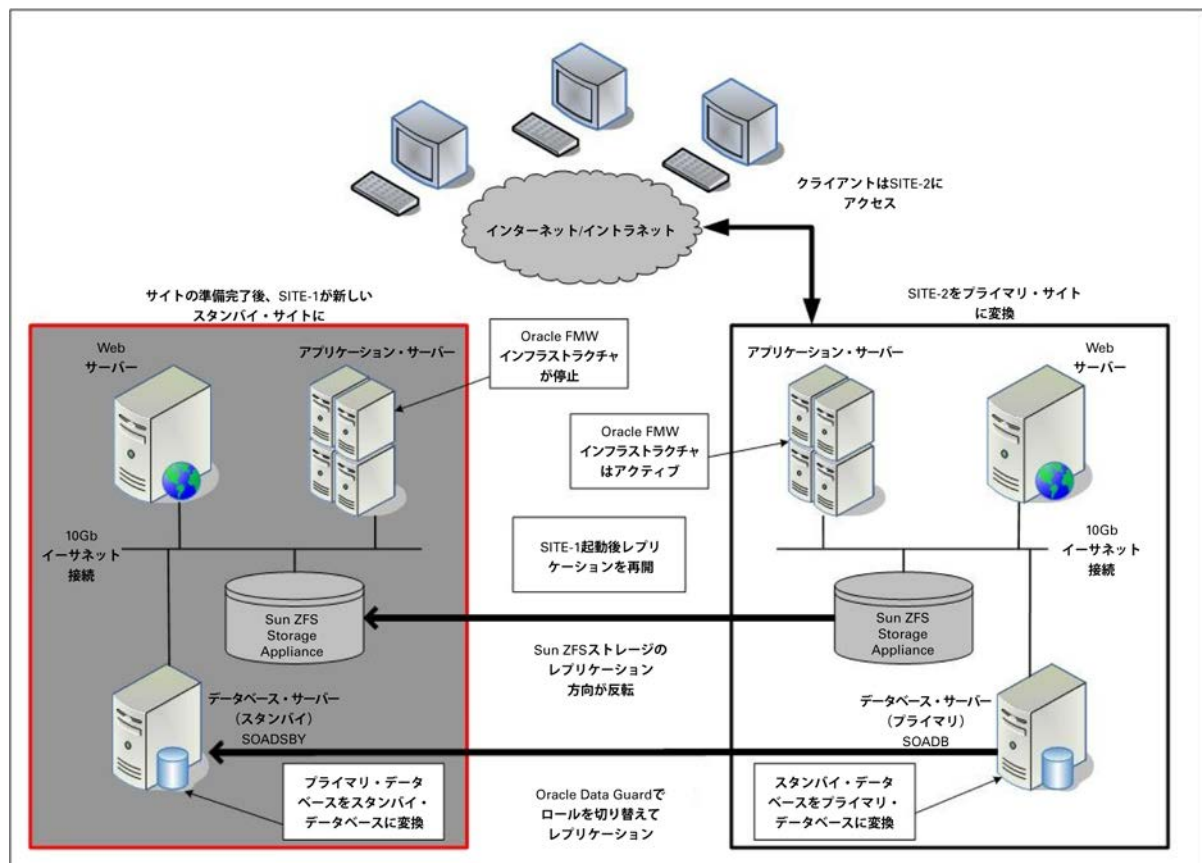 クライアントはSITE-2に
アクセス
インターネット/イントラネット
サイトの準備完了後、SITE-1が新しい
スタンバイ・サイトに
SITE-2をプライマリ・サイト
に変換
Web
サーバー
アプリケーション・サーバー
Oracle FMW
インフラストラクチャ
が停止
アプリケーション・サーバー
Web
サーバー
Oracle FMW
インフラストラクチャ
はアクティブ
10Gb
イーサネット
接続
SITE-1起動後レプリ
ケーションを再開
10Gb
イーサネット
接続
Sun ZFS
Storage
Appliance
Sun ZFS
Storage
Appliance
Sun ZFSストレージの
レプリケーション
方向が反転
データベース・サーバー
（スタンバイ）
SOADSBY
データベース・サーバー
（プライマリ）
SOADB
プライマリ・データ
ベースをスタンバイ・
データベースに変換
Oracle Data Guardで
ロールを切り替えて
レプリケーション
スタンバイ・データ
ベースをプライマリ・
データベースに変換